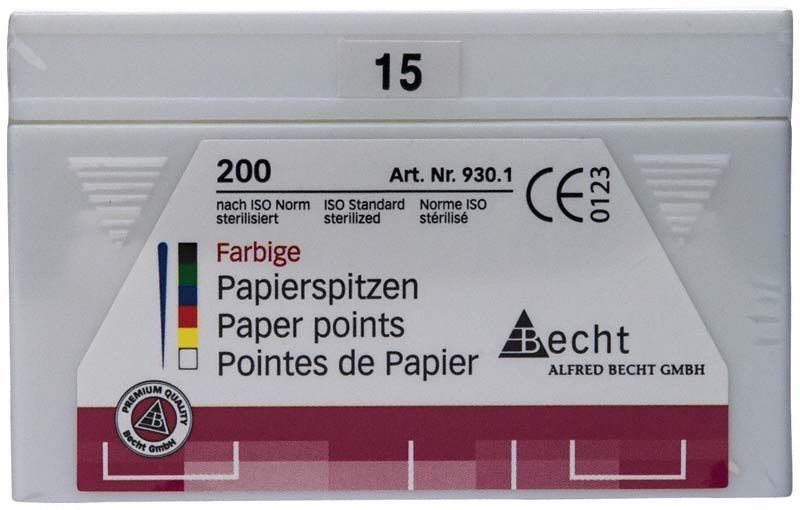 15
200 Art. Nr. 930.1
nach ISO Norm ISO Standard Norme ISO
sterilisiert sterilized stérilisé
CE 0123
Farbige
Papierspitzen
Paper points
Pointes de Papier
Becht
ALFRED BECHT GMBH
PREMIUM QUALITY
B
Becht GmbH